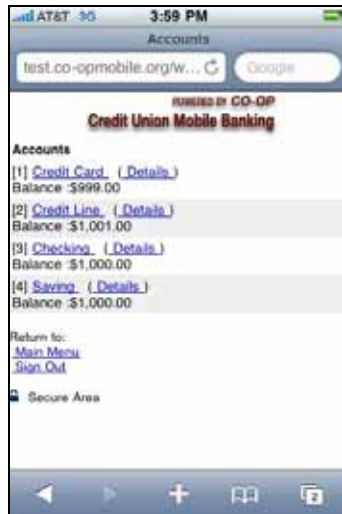 AT&T 3G 3:59 PM
Accounts
test.co-opmobile.org/w... Google
POWERED BY CO-OP
Credit Union Mobile Banking
Accounts
[1] Credit Card ( Details )
Balance :$999.00
[2] Credit Line ( Details )
Balance :$1,001.00
[3] Checking ( Details )
Balance :$1,000.00
[4] Saving ( Details )
Balance :$1,000.00
Return to:
Main Menu
Sign Out
Secure Area
2